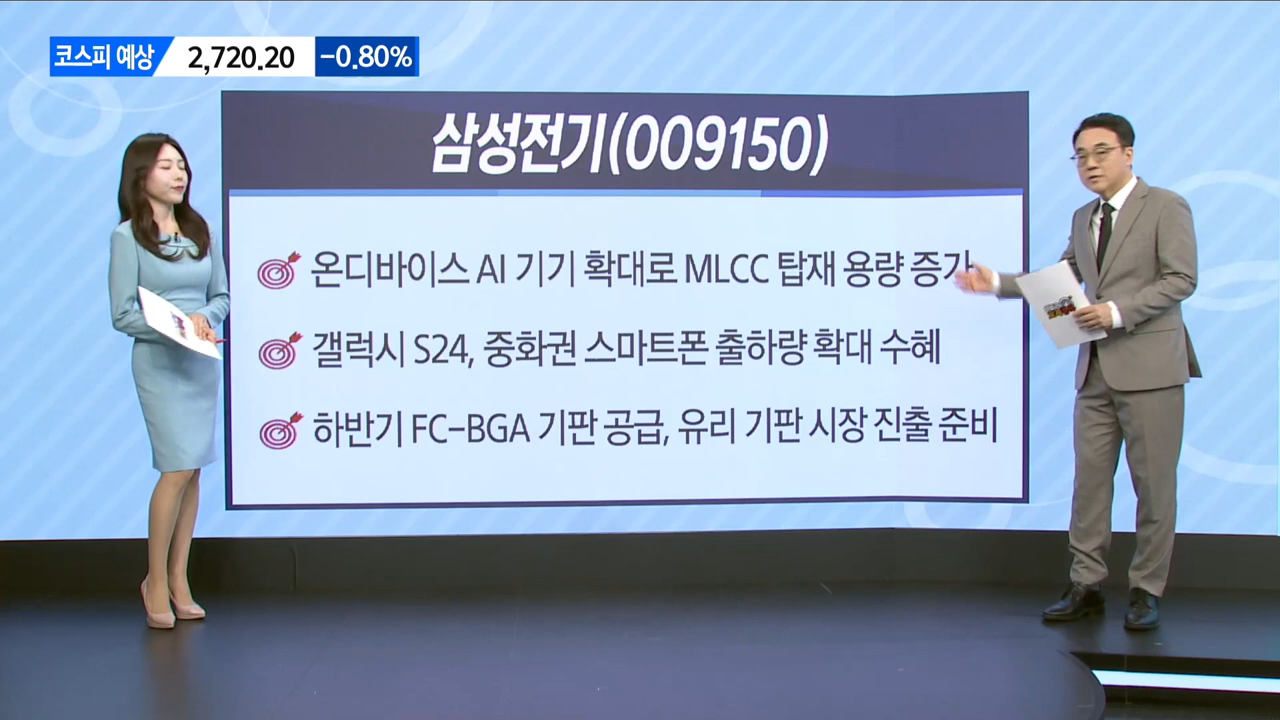 코스피 예상 2,720.20 -0.80%
삼성전기(009150)
온디바이스 AI 기기 확대로 MLCC 탑재 용량 증가
갤럭시 S24, 중화권 스마트폰 출하량 확대 수혜
하반기 FC-BGA 기판 공급, 유리 기판 시장 진출 준비